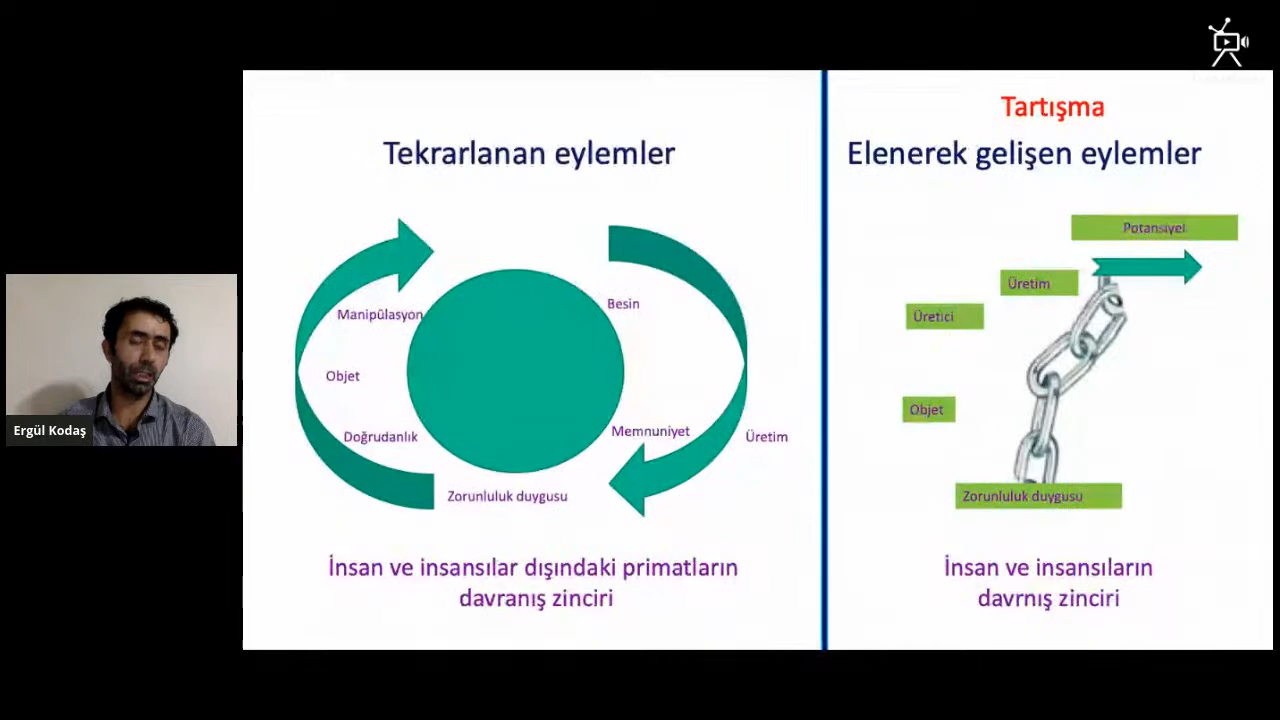 Tekrarlanan eylemler
Manipûlasyon
Objet
Doğrudanlık
Zorunluluk duygusu
Besin
Memnuniyet
Üretim
İnsan ve insansılar dışındaki primatların
davranış zinciri
Tartışma
Elenerek gelişen eylemler
Potansiyel
Üretim
Üretici
Objet
Zorunluluk duygusu
İnsan ve insansıların
davrnış zinciri
Ergül Kodaş